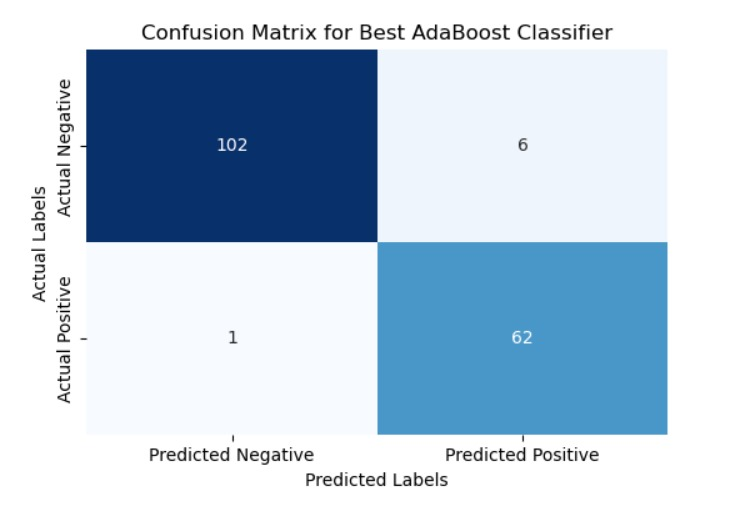 Confusion Matrix for Best AdaBoost Classifier
Actual Labels
Actual Negative
102
6
Actual Positive
1
62
Predicted Negative
Predicted Positive
Predicted Labels